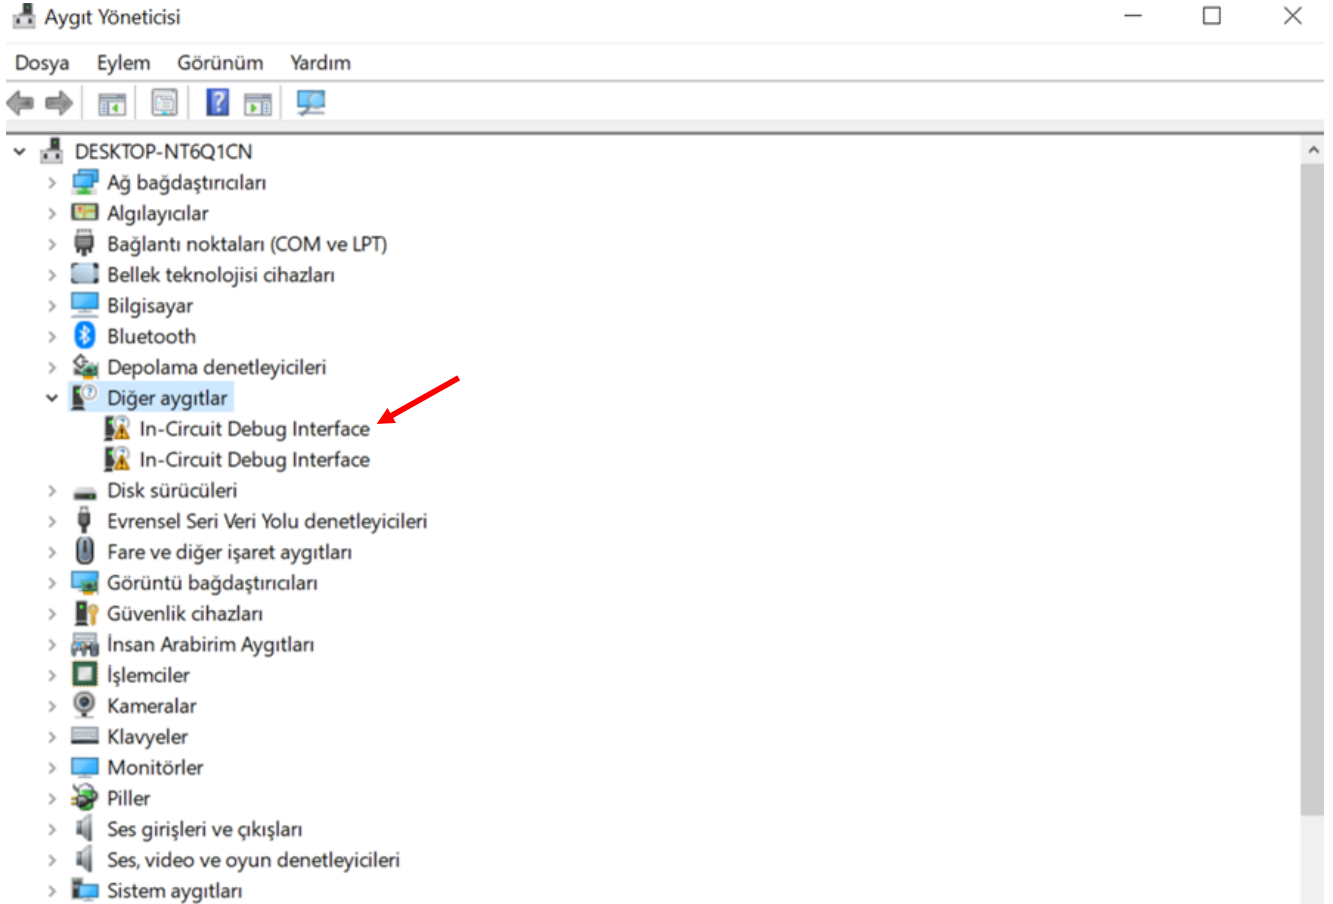 Aygıt Yöneticisi
Dosya Eylem Görünüm Yardım
DESKTOP-NT6Q1CN
Ağ bağdaştırıcıları
Algılayıcılar
Bağlantı noktaları (COM ve LPT)
Bellek teknolojisi cihazları
Bilgisayar
Bluetooth
Depolama denetleyicileri
Diğer aygıtlar
In-Circuit Debug Interface
In-Circuit Debug Interface
Disk sürücüleri
Evrensel Seri Veri Yolu denetleyicileri
Fare ve diğer işaret aygıtları
Görüntü bağdaştırıcıları
Güvenlik cihazları
İnsan Arabirim Aygıtları
İşlemciler
Kameralar
Klavyeler
Monitörler
Piller
Ses girişleri ve çıkışları
Ses, video ve oyun denetleyicileri
Sistem aygıtları